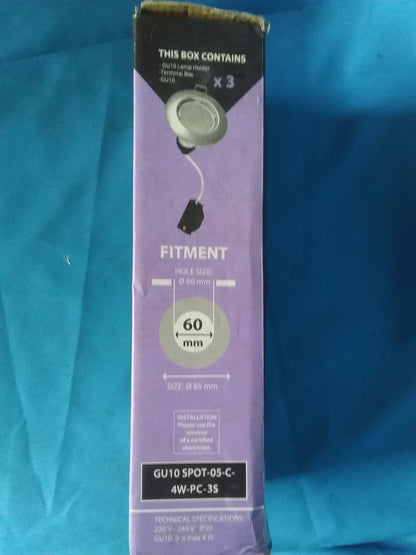 THIS BOX CONTAINS
- GU10 Lamp Holder
-Terminal Box
-GU10
x 3
FITMENT
HOLE SIZE:
Ø 60 mm
60
mm
SIZE: Ø 85 mm
INSTALLATION
Please use the
services
of a certified
electrician.
GU10 SPOT-05-C-
4W-PC-3S
TECHNICAL SPECIFICATIONS:
220 V - 240 V IP20
GU10 3 x max 4 W